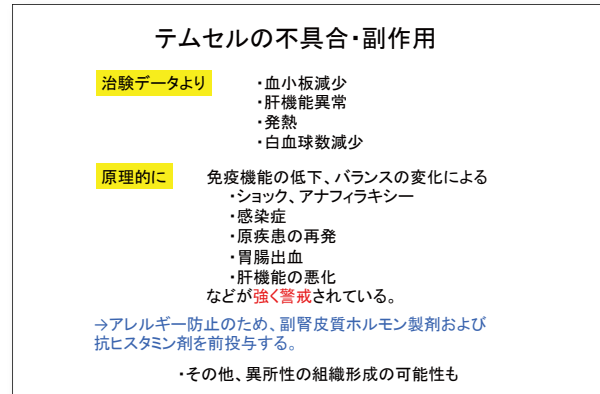 テムセルの不具合・副作用
治験データより ・血小板減少
・肝機能異常
・発熱
・白血球数減少
原理的に 免疫機能の低下、バランスの変化による
・ショック、アナフィラキシー
・感染症
・原疾患の再発
・胃腸出血
・肝機能の悪化
などが強く警戒されている。
→アレルギー防止のため、副腎皮質ホルモン製剤および
抗ヒスタミン剤を前投与する。
・その他、異所性の組織形成の可能性も